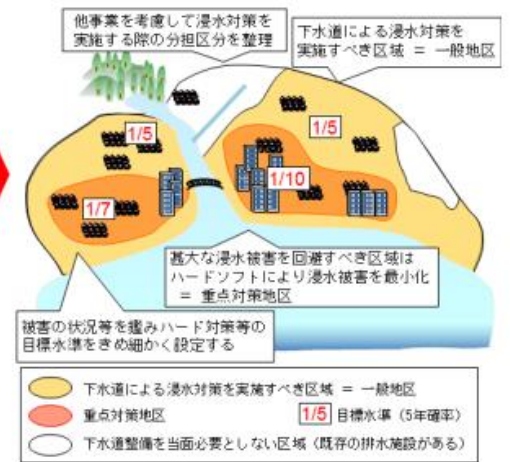 他事業を考慮して浸水対策を
実施する際の分担区分を整理
下水道による浸水対策を
実施すべき区域 = 一般地区
1/5
1/5
1/7
1/10
甚大な浸水被害を回避すべき区域は
ハードソフトにより浸水被害を最小化
= 重点対策地区
被害の状況等を鑑みハード対策等の
目標水準をきめ細かく設定する
下水道による浸水対策を実施すべき区域 = 一般地区
重点対策地区
1/5 目標水準（5年確率）
下水道整備を当面必要としない区域（既存の排水施設がある）